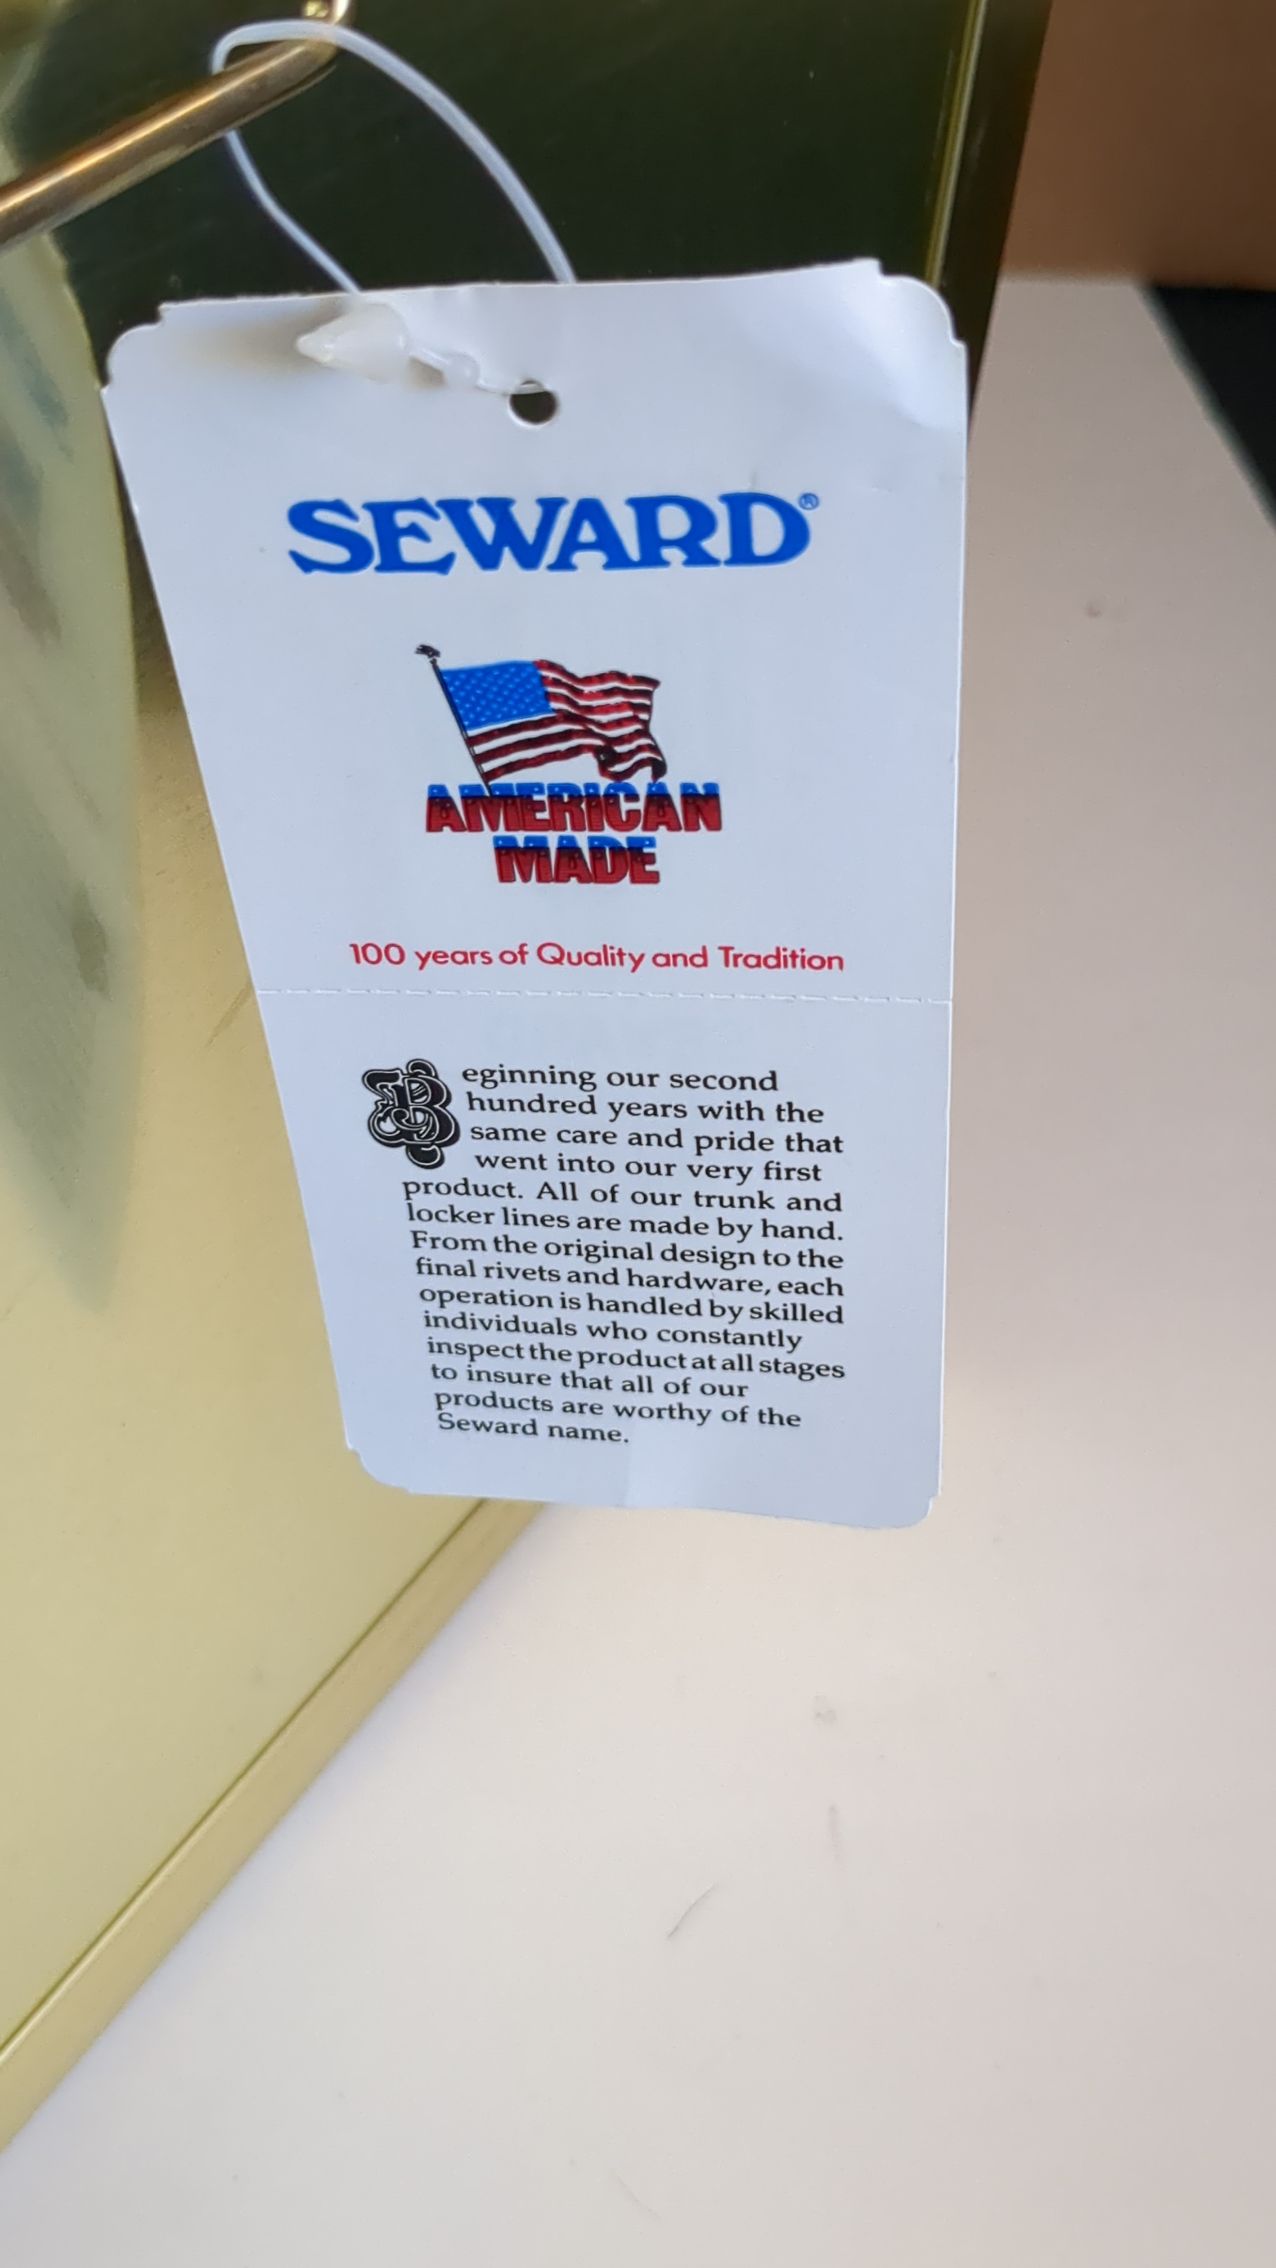 SEWARD®
AMERICAN
MADE
100 years of Quality and Tradition
Beginning our second
hundred years with the
same care and pride that
went into our very first
product. All of our trunk and
locker lines are made by hand.
From the original design to the
final rivets and hardware, each
operation is handled by skilled
individuals who constantly
inspect the product at all stages
to insure that all of our
products are worthy of the
Seward name.